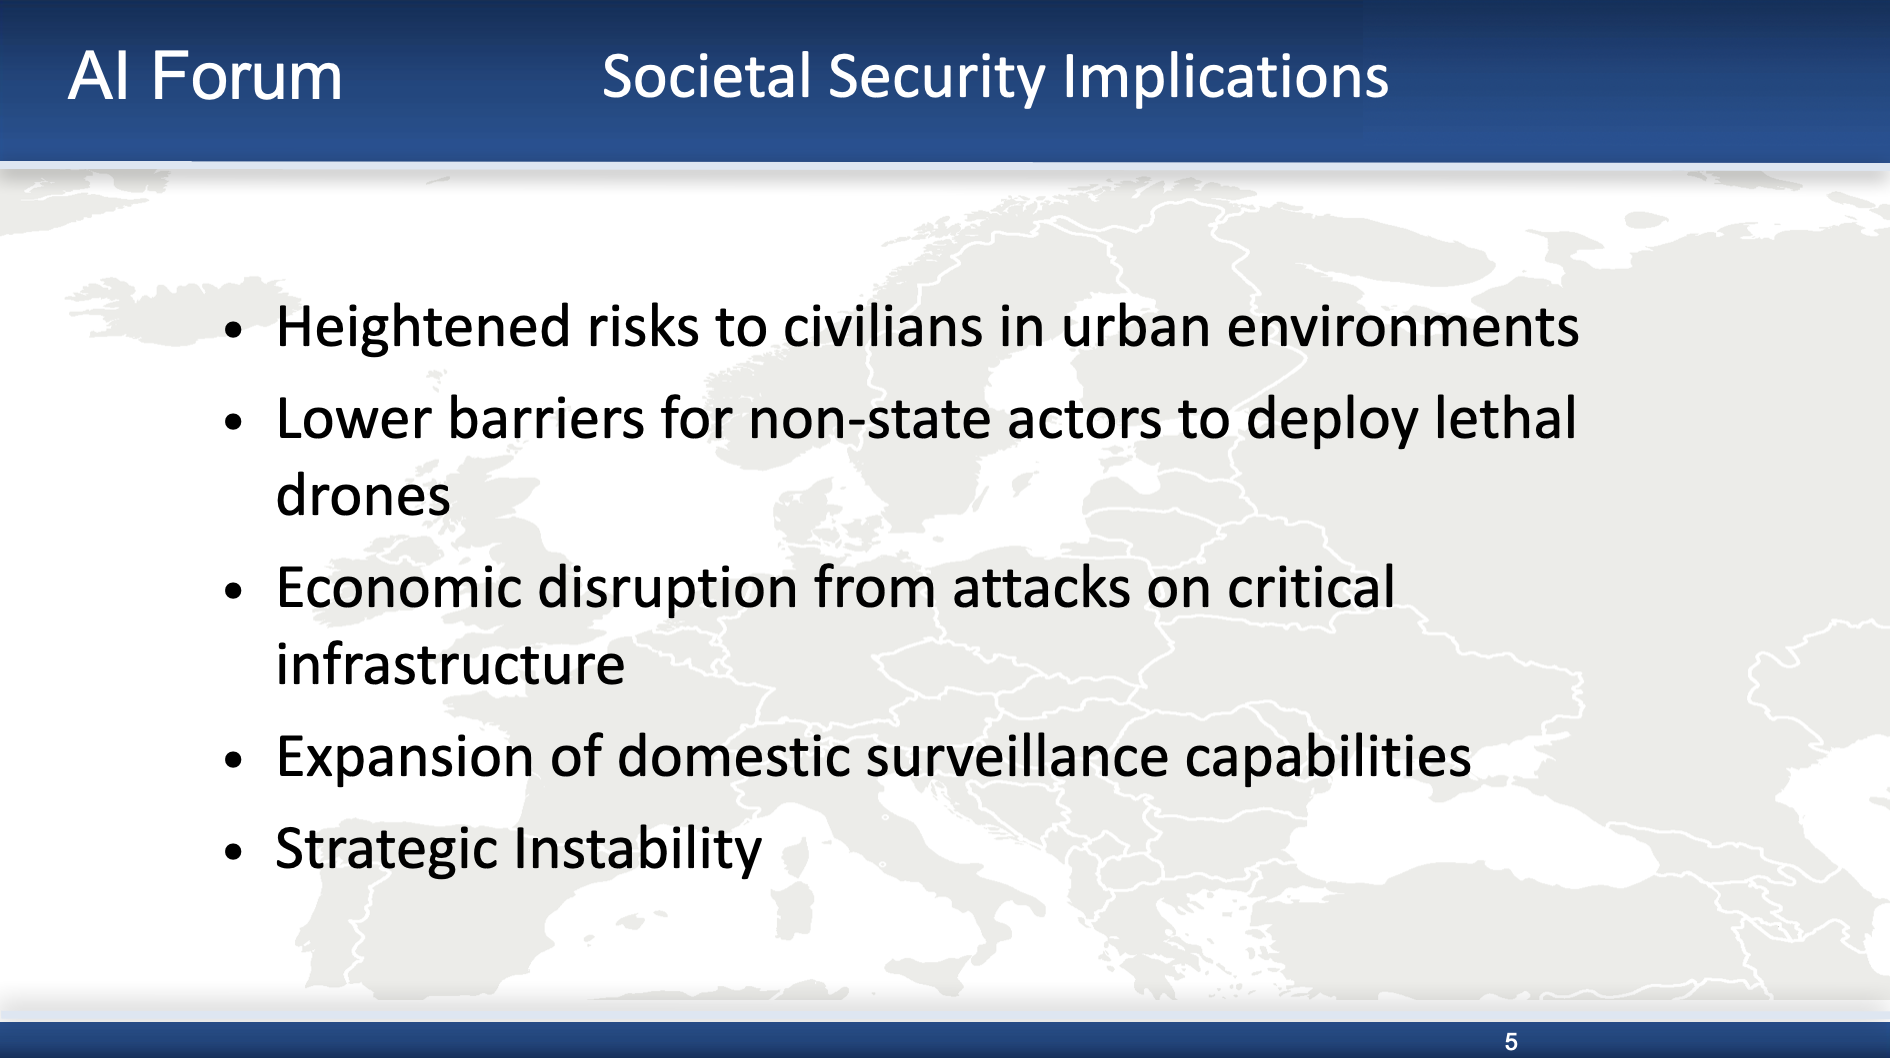 AI Forum
Societal Security Implications
• Heightened risks to civilians in urban environments
• Lower barriers for non-state actors to deploy lethal
drones
• Economic disruption from attacks on critical
infrastructure
• Expansion of domestic surveillance capabilities
• Strategic Instability
5